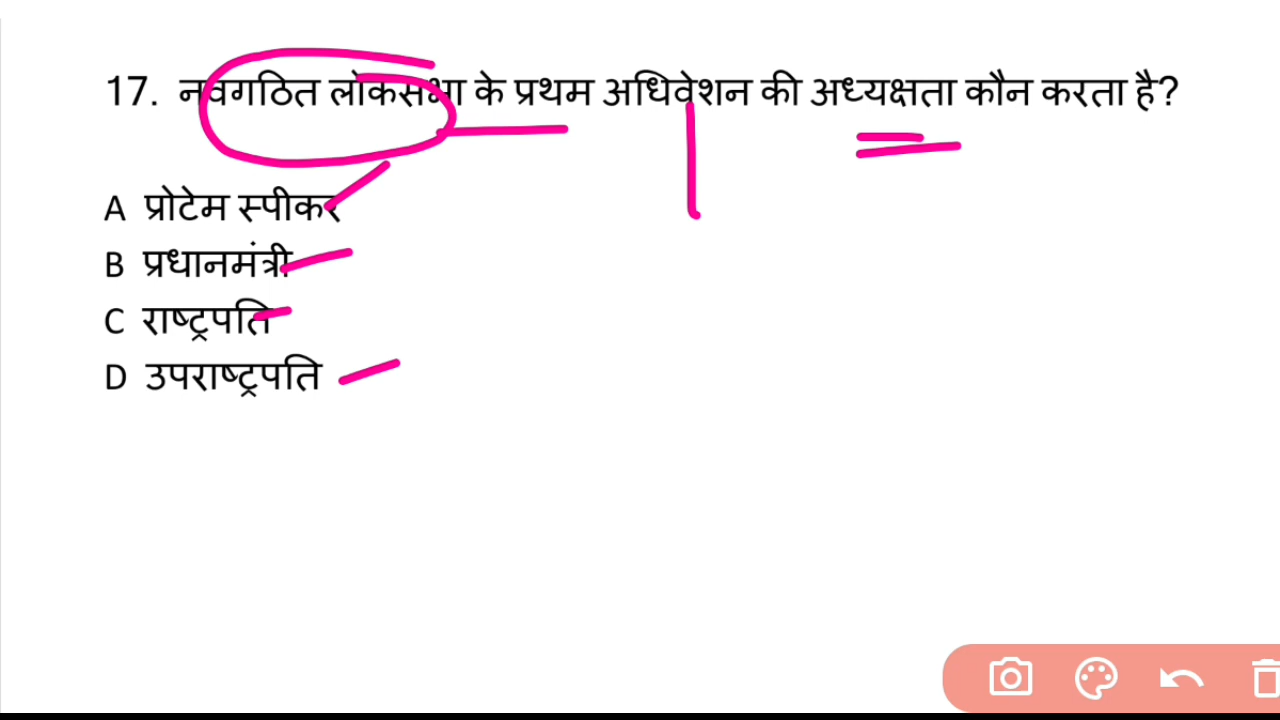 17. नवगठित लोकसभा के प्रथम अधिवेशन की अध्यक्षता कौन करता है?
A प्रोटेम स्पीकर
B प्रधानमंत्री
C राष्ट्रपति
D उपराष्ट्रपति